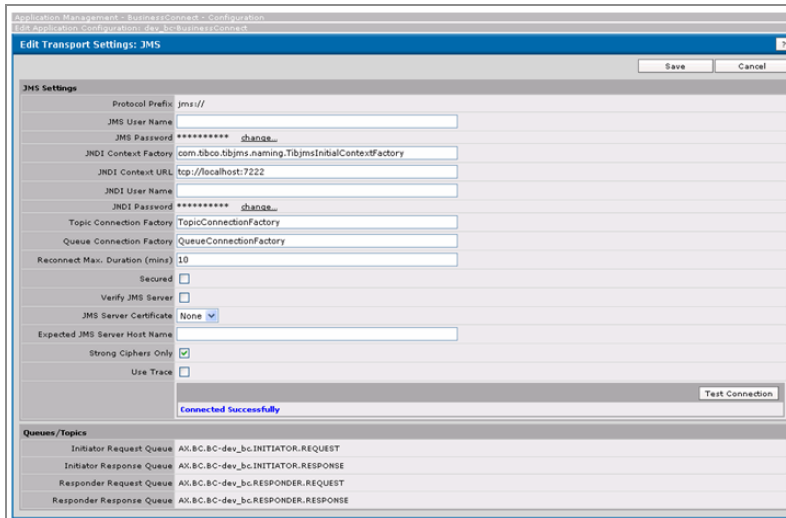 Application Management - BusinessConnect - Configuration
Edit Application Configuration: dev_bc-BusinessConnect
Edit Transport Settings: JMS
Save Cancel
JMS Settings
Protocol Prefix jms://
JMS User Name
JMS Password ********** change...
JNDI Context Factory com.tibco.tibjms.naming.TibjmsInitialContextFactory
JNDI Context URL tcp://localhost:7222
JNDI User Name
JNDI Password ********** change...
Topic Connection Factory TopicConnectionFactory
Queue Connection Factory QueueConnectionFactory
Reconnect Max. Duration (mins) 10
Secured
Verify JMS Server
JMS Server Certificate None
Expected JMS Server Host Name
Strong Ciphers Only
Use Trace
Test Connection
Connected Successfully
Queues/Topics
Initiator Request Queue AX.BC.BC-dev_bc.INITIATOR.REQUEST
Initiator Response Queue AX.BC.BC-dev_bc.INITIATOR.RESPONSE
Responder Request Queue AX.BC.BC-dev_bc.RESPONDER.REQUEST
Responder Response Queue AX.BC.BC-dev_bc.RESPONDER.RESPONSE